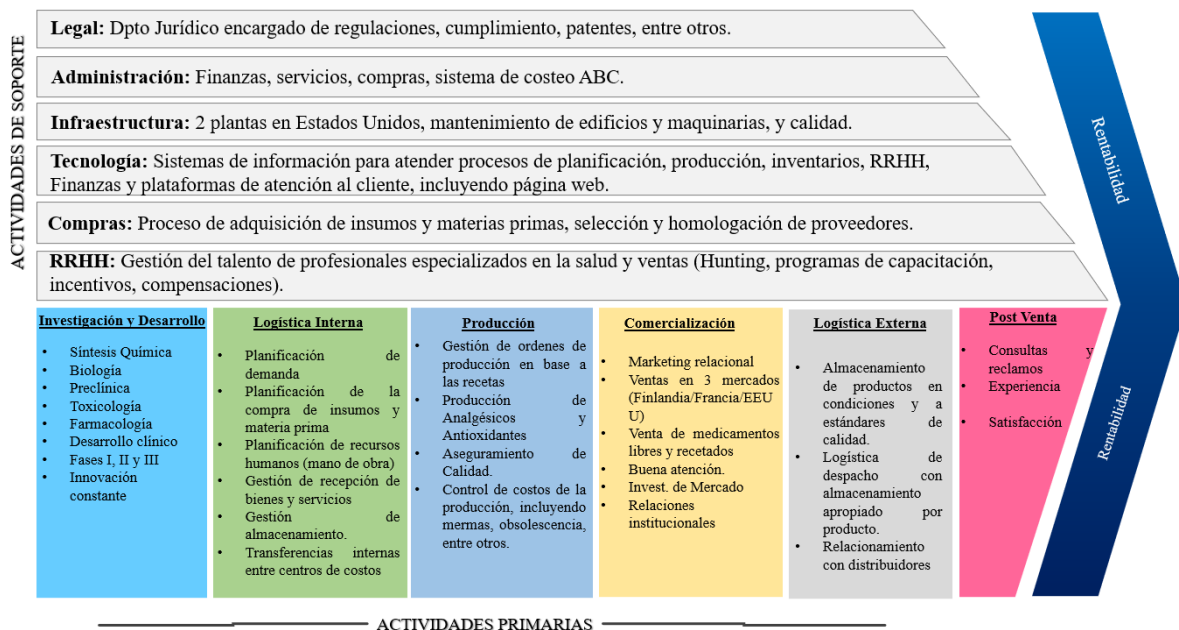 ACTIVIDADES DE SOPORTE
Legal: Dpto Jurídico encargado de regulaciones, cumplimiento, patentes, entre otros.
Administración: Finanzas, servicios, compras, sistema de costeo ABC.
Infraestructura: 2 plantas en Estados Unidos, mantenimiento de edificios y maquinarias, y calidad.
Tecnología: Sistemas de información para atender procesos de planificación, producción, inventarios, RRHH,
Finanzas y plataformas de atención al cliente, incluyendo página web.
Compras: Proceso de adquisición de insumos y materias primas, selección y homologación de proveedores.
RRHH: Gestión del talento de profesionales especializados en la salud y ventas (Hunting, programas de capacitación,
incentivos, compensaciones).
Rentabilidad
Rentabilidad
Investigación y Desarrollo
• Síntesis Química
• Biología
• Preclínica
• Toxicología
• Farmacología
• Desarrollo clínico
• Fases I, II y III
• Innovación
constante
Logística Interna
• Planificación de
demanda
• Planificación de la
compra de insumos y
materia prima
• Planificación de recursos
humanos (mano de obra)
• Gestión de recepción de
bienes y servicios
• Gestión de
almacenamiento.
• Transferencias internas
entre centros de costos
Producción
• Gestión de ordenes de
producción en base a
las recetas
• Producción de
Analgésicos y
Antioxidantes
• Aseguramiento de
Calidad.
• Control de costos de la
producción, incluyendo
mermas, obsolescencia,
entre otros.
Comercialización
• Marketing relacional
• Ventas en 3 mercados
(Finlandia/Francia/EEU
U)
• Venta de medicamentos
libres y recetados
• Buena atención.
• Invest. de Mercado
• Relaciones
institucionales
Logística Externa
• Almacenamiento
de productos en
condiciones y a
estándares de
calidad.
• Logística de
despacho con
almacenamiento
apropiado por
producto.
• Relacionamiento
con distribuidores
Post Venta
• Consultas y
reclamos
• Experiencia
• Satisfacción
ACTIVIDADES PRIMARIAS